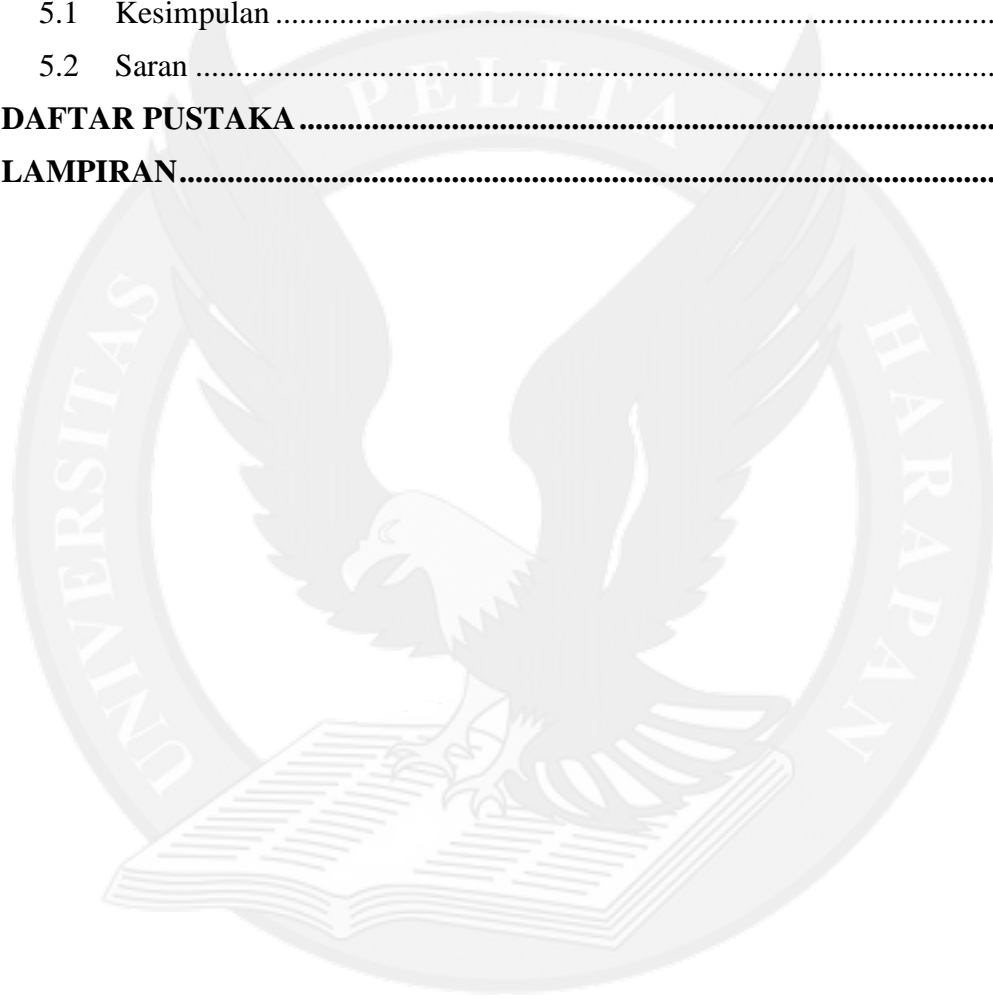 5.1 Kesimpulan ..........................................................................................
5.2 Saran ....................................................................................................
DAFTAR PUSTAKA .......................................................................................
LAMPIRAN......................................................................................................
UNIVERSITAS PELITA HARAPAN